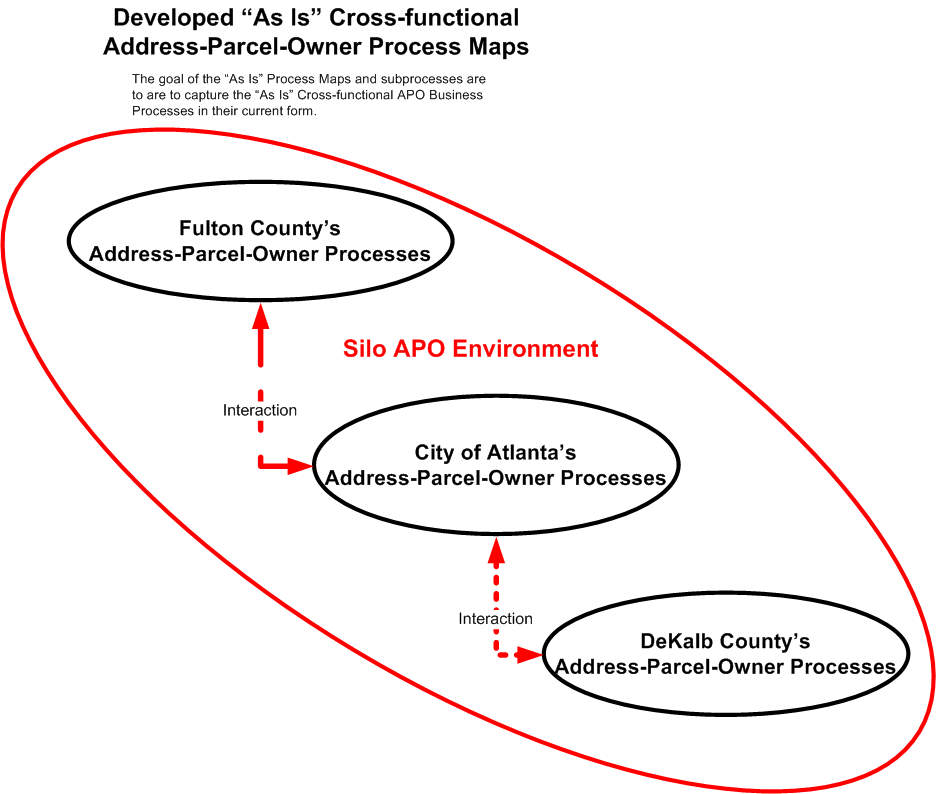 Developed “As Is” Cross-functional
Address-Parcel-Owner Process Maps
The goal of the “As Is” Process Maps and subprocesses are
to are to capture the “As Is” Cross-functional APO Business
Processes in their current form.
Fulton County’s
Address-Parcel-Owner Processes
Silo APO Environment
Interaction
City of Atlanta’s
Address-Parcel-Owner Processes
Interaction
DeKalb County’s
Address-Parcel-Owner Processes